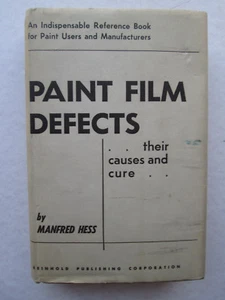 An Indispensable Reference Book
for Paint Users and Manufacturers
PAINT FILM
DEFECTS
. . their
causes and
cure . .
by
MANFRED HESS
REINHOLD PUBLISHING CORPORATION